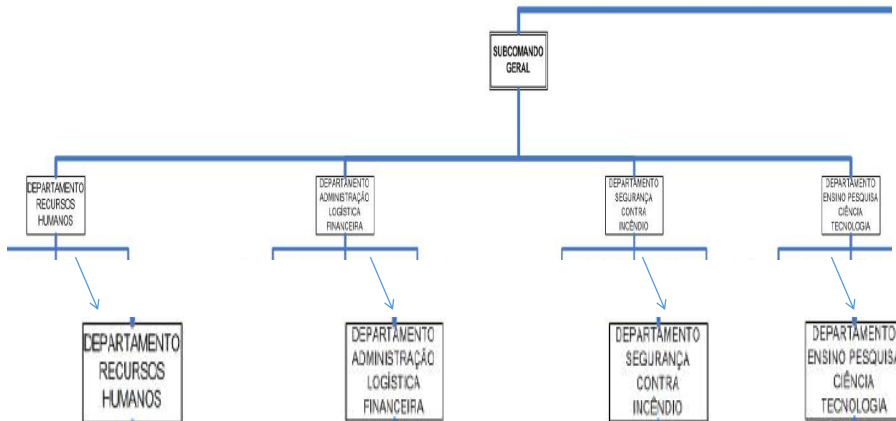 SUBCOMANDO
GERAL
DEPARTAMENTO
RECURSOS
HUMANOS
DEPARTAMENTO
ADMINISTRAÇÃO
LOGÍSTICA
FINANCEIRA
DEPARTAMENTO
SEGURANÇA
CONTRA
INCÊNDIO
DEPARTAMENTO
ENSINO PESQUISA
CIÊNCIA
TECNOLOGIA
DEPARTAMENTO
RECURSOS
HUMANOS
DEPARTAMENTO
ADMINISTRAÇÃO
LOGÍSTICA
FINANCEIRA
DEPARTAMENTO
SEGURANÇA
CONTRA
INCÊNDIO
DEPARTAMENTO
ENSINO PESQUISA
CIÊNCIA
TECNOLOGIA